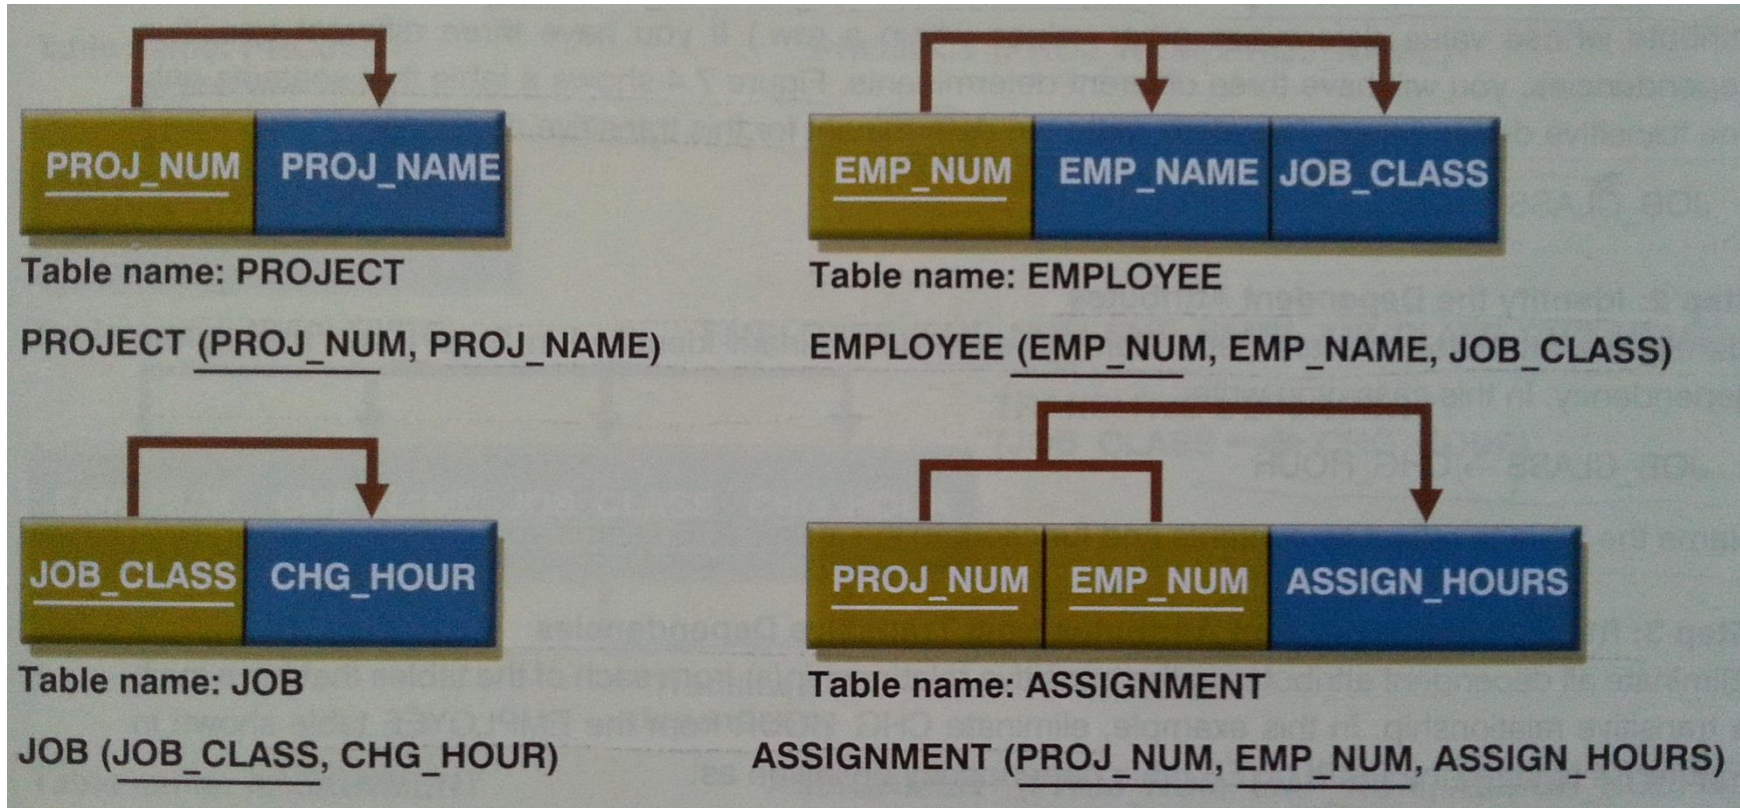 PROJ_NUM PROJ_NAME
Table name: PROJECT
PROJECT (PROJ_NUM, PROJ_NAME)
EMP_NUM EMP_NAME JOB_CLASS
Table name: EMPLOYEE
EMPLOYEE (EMP_NUM, EMP_NAME, JOB_CLASS)
JOB_CLASS CHG_HOUR
Table name: JOB
JOB (JOB_CLASS, CHG_HOUR)
PROJ_NUM EMP_NUM ASSIGN_HOURS
Table name: ASSIGNMENT
ASSIGNMENT (PROJ_NUM, EMP_NUM, ASSIGN_HOURS)